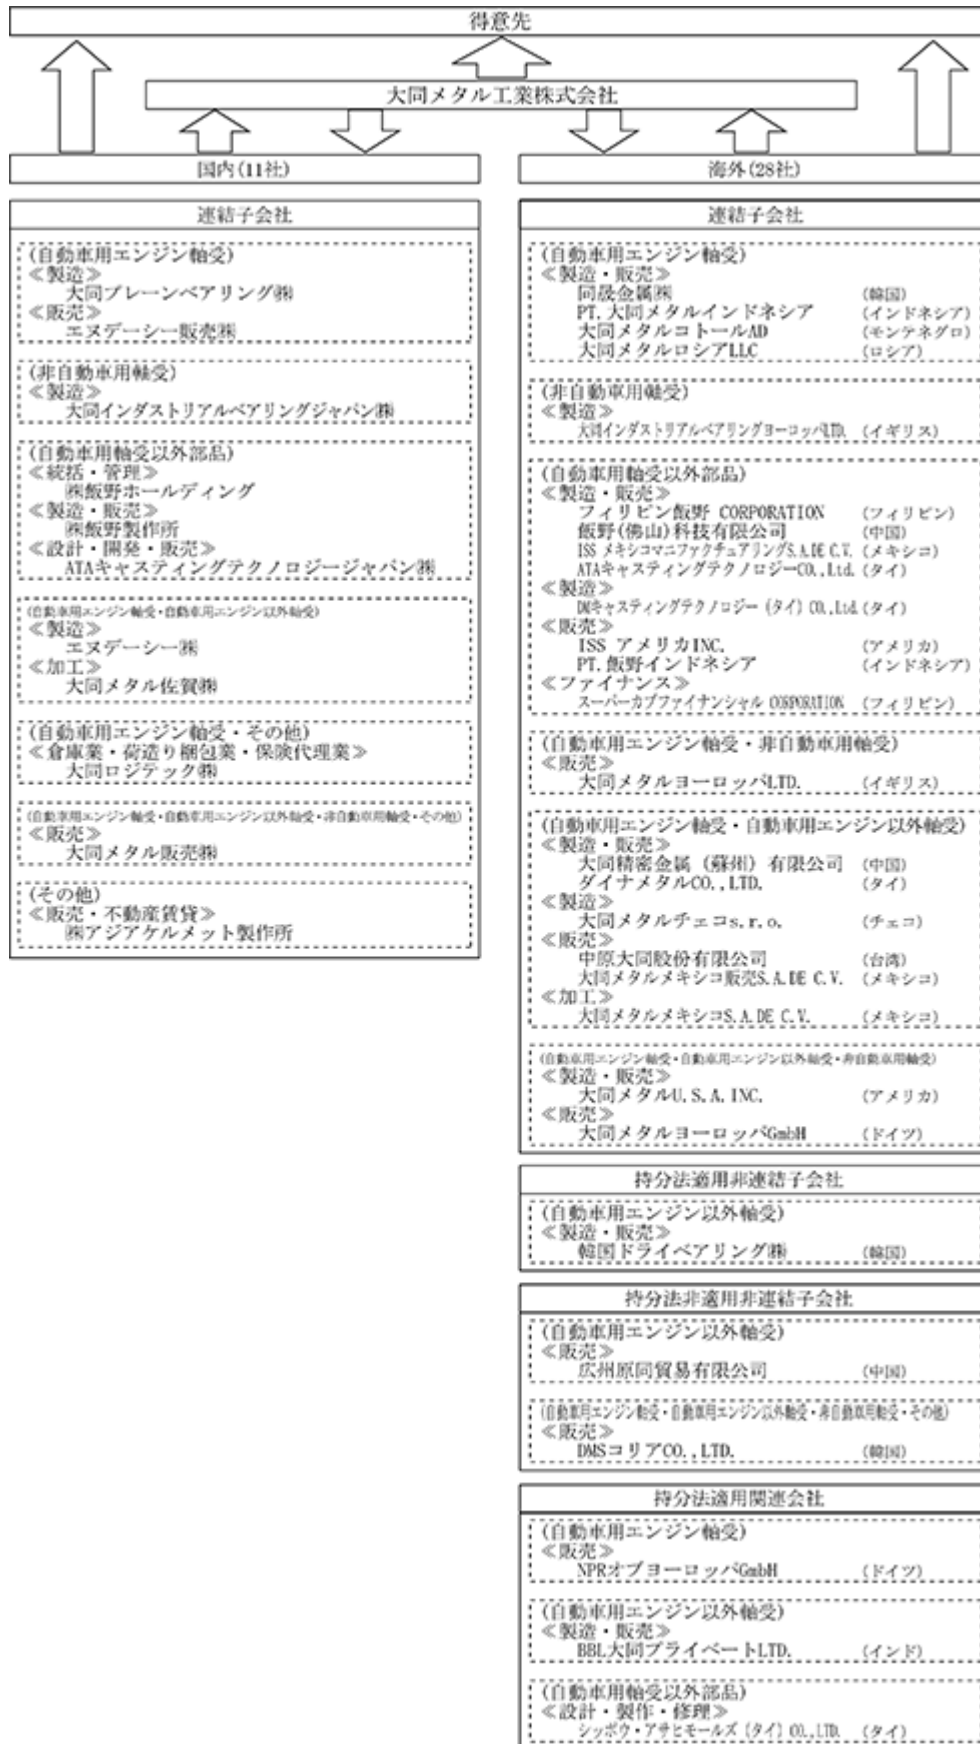 得意先
大同メタル工業株式会社
国内(11社)
連結子会社
(自動車用エンジン軸受)
≪製造≫
大同プレーンベアリング㈱
≪販売≫
エヌデーシー販売㈱
(非自動車用軸受)
≪製造≫
大同インダストリアルベアリングジャパン㈱
(自動車用軸受以外部品)
≪統括・管理≫
㈱飯野ホールディング
≪製造・販売≫
㈱飯野製作所
≪設計・開発・販売≫
ATAキャスティングテクノロジージャパン㈱
(自動車用エンジン軸受・自動車用エンジン以外軸受)
≪製造≫
エヌデーシー㈱
≪加工≫
大同メタル佐賀㈱
(自動車用エンジン軸受・その他)
≪倉庫業・荷造り梱包業・保険代理業≫
大同ロジテック㈱
(自動車用エンジン軸受・自動車用エンジン以外軸受・非自動車用軸受・その他)
≪販売≫
大同メタル販売㈱
(その他)
≪販売・不動産賃貸≫
㈱アジアケルメット製作所
海外(28社)
連結子会社
(自動車用エンジン軸受)
≪製造・販売≫
同晟金属㈱ (韓国)
PT.大同メタルインドネシア (インドネシア)
大同メタルコトールAD (モンテネグロ)
大同メタルロシアLLC (ロシア)
(非自動車用軸受)
≪製造≫
大同インダストリアルベアリングヨーロッパLTD. (イギリス)
(自動車用軸受以外部品)
≪製造・販売≫
フィリピン飯野 CORPORATION (フィリピン)
飯野(佛山)科技有限公司 (中国)
ISS メキシコマニファクチュアリングS.A.DE C.V. (メキシコ)
ATAキャスティングテクノロジーCO.,Ltd. (タイ)
≪製造≫
DMキャスティングテクノロジー (タイ) CO.,Ltd. (タイ)
≪販売≫
ISS アメリカINC. (アメリカ)
PT.飯野インドネシア (インドネシア)
≪ファイナンス≫
スーパーカブファイナンシャル CORPORATION (フィリピン)
(自動車用エンジン軸受・非自動車用軸受)
≪販売≫
大同メタルヨーロッパLTD. (イギリス)
(自動車用エンジン軸受・自動車用エンジン以外軸受)
≪製造・販売≫
大同精密金属 (蘇州) 有限公司 (中国)
ダイナメタルCO.,LTD. (タイ)
≪製造≫
大同メタルチェコs.r.o. (チェコ)
≪販売≫
中原大同股份有限公司 (台湾)
大同メタルメキシコ販売S.A.DE C.V. (メキシコ)
≪加工≫
大同メタルメキシコS.A.DE C.V. (メキシコ)
(自動車用エンジン軸受・自動車用エンジン以外軸受・非自動車用軸受)
≪製造・販売≫
大同メタルU.S.A.INC. (アメリカ)
≪販売≫
大同メタルヨーロッパGmbH (ドイツ)
持分法適用非連結子会社
(自動車用エンジン以外軸受)
≪製造・販売≫
韓国ドライベアリング㈱ (韓国)
持分法非適用非連結子会社
(自動車用エンジン以外軸受)
≪販売≫
広州原同貿易有限公司 (中国)
(自動車用エンジン軸受・自動車用エンジン以外軸受・非自動車用軸受・その他)
≪販売≫
DMSコリアCO.,LTD. (韓国)
持分法適用関連会社
(自動車用エンジン軸受)
≪販売≫
NPRオブヨーロッパGmbH (ドイツ)
(自動車用エンジン以外軸受)
≪製造・販売≫
BBL大同プライベートLTD. (インド)
(自動車用軸受以外部品)
≪設計・製作・修理≫
シッポウ・アサヒモールズ (タイ) CO.,LTD. (タイ)